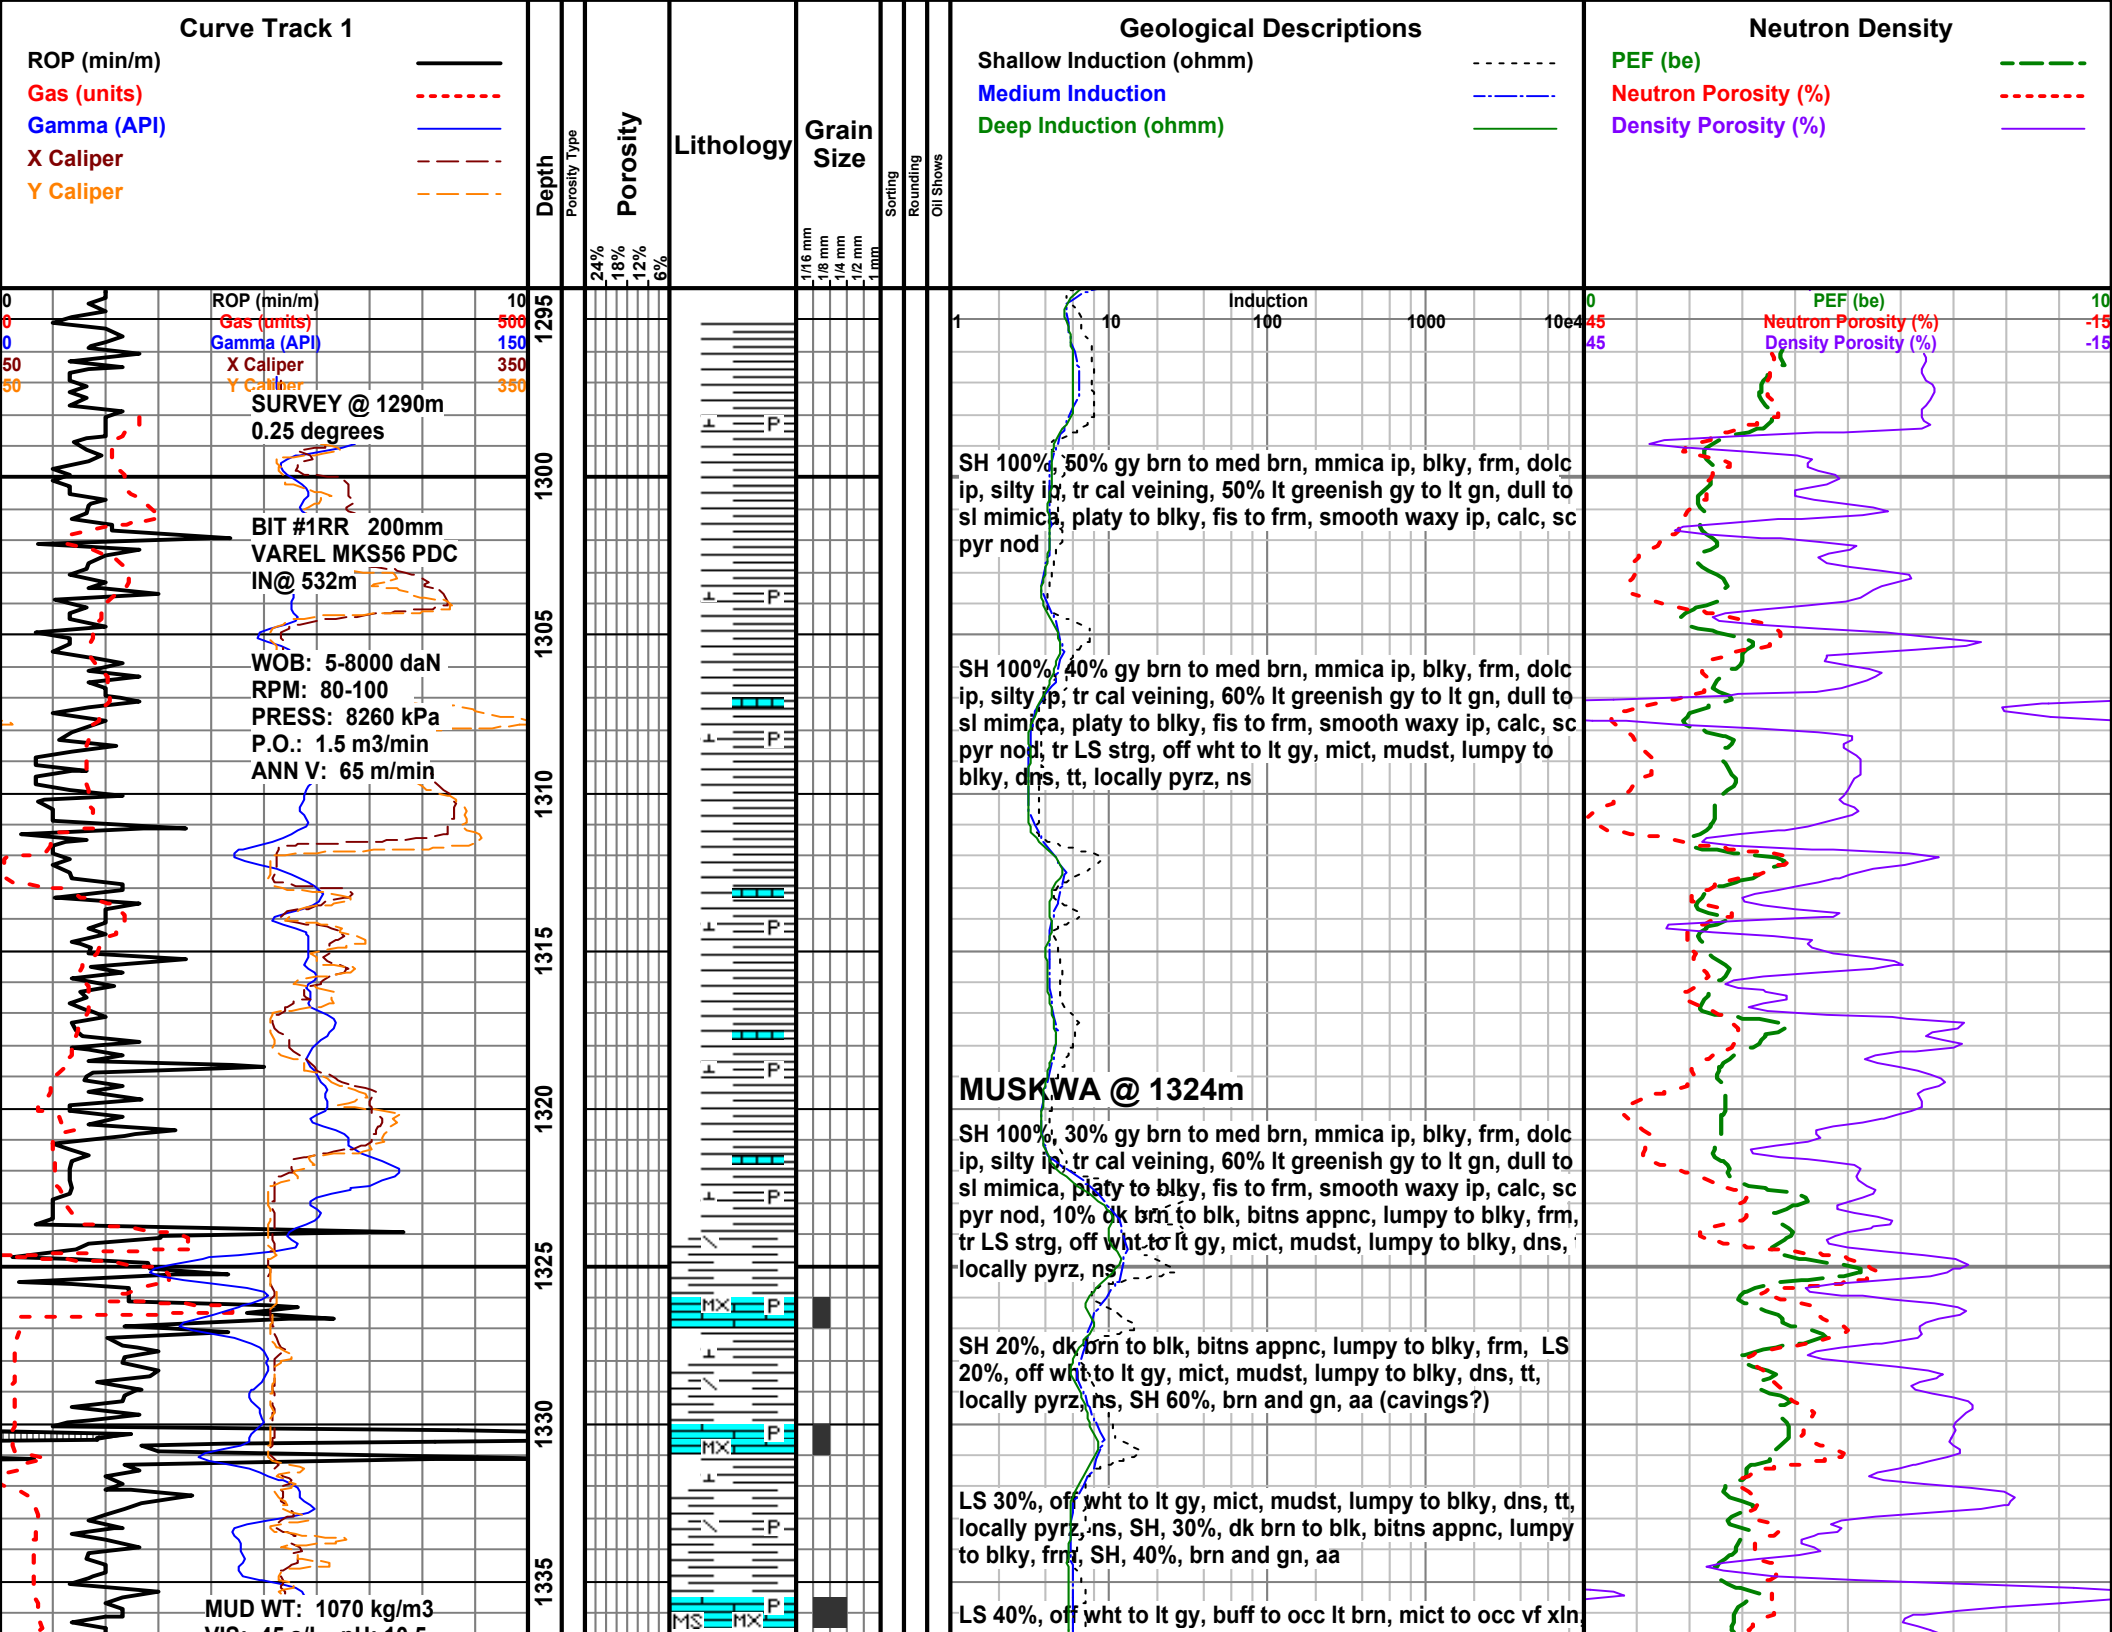 Curve Track 1
ROP (min/m)
Gas (units)
Gamma (API)
X Caliper
Y Caliper
Depth
Porosity Type
Porosity
24%
18%
12%
6%
Lithology
Grain
Size
1/16 mm
1/8 mm
1/4 mm
1/2 mm
1 mm
Sorting
Rounding
Oil Shows
Geological Descriptions
Shallow Induction (ohmm)
Medium Induction
Deep Induction (ohmm)
Neutron Density
PEF (be)
Neutron Porosity (%)
Density Porosity (%)
0 ROP (min/m) 10
0 Gas (units) 500
0 Gamma (API) 150
50 X Caliper 350
50 Y Caliper 350
Induction
1 10 100 1000 10e4
0 PEF (be) 10
45 Neutron Porosity (%) -15
45 Density Porosity (%) -15
1295
1300
1305
1310
1315
1320
1325
1330
1335
SURVEY @ 1290m
0.25 degrees
BIT #1RR 200mm
VAREL MKS56 PDC
IN@ 532m
WOB: 5-8000 daN
RPM: 80-100
PRESS: 8260 kPa
P.O.: 1.5 m3/min
ANN V: 65 m/min
MUD WT: 1070 kg/m3
P
P
P
P
P
P
MX P
P
MX
P
P
MS MX
SH 100%, 50% gy brn to med brn, mmica ip, blky, frm, dolc
ip, silty ip, tr cal veining, 50% lt greenish gy to lt gn, dull to
sl mimica, platy to blky, fis to frm, smooth waxy ip, calc, sc
pyr nod
SH 100%, 40% gy brn to med brn, mmica ip, blky, frm, dolc
ip, silty ip, tr cal veining, 60% lt greenish gy to lt gn, dull to
sl mimica, platy to blky, fis to frm, smooth waxy ip, calc, sc
pyr nod, tr LS strg, off wht to lt gy, mict, mudst, lumpy to
blky, dns, tt, locally pyrz, ns
MUSKWA @ 1324m
SH 100%, 30% gy brn to med brn, mmica ip, blky, frm, dolc
ip, silty ip, tr cal veining, 60% lt greenish gy to lt gn, dull to
sl mimica, platy to blky, fis to frm, smooth waxy ip, calc, sc
pyr nod, 10% dk brn to blk, bitns appnc, lumpy to blky, frm,
tr LS strg, off wht to lt gy, mict, mudst, lumpy to blky, dns,
locally pyrz, ns
SH 20%, dk brn to blk, bitns appnc, lumpy to blky, frm, LS
20%, off wht to lt gy, mict, mudst, lumpy to blky, dns, tt,
locally pyrz, ns, SH 60%, brn and gn, aa (cavings?)
LS 30%, off wht to lt gy, mict, mudst, lumpy to blky, dns, tt,
locally pyrz, ns, SH, 30%, dk brn to blk, bitns appnc, lumpy
to blky, frm, SH, 40%, brn and gn, aa
LS 40%, off wht to lt gy, buff to occ lt brn, mict to occ vf xln